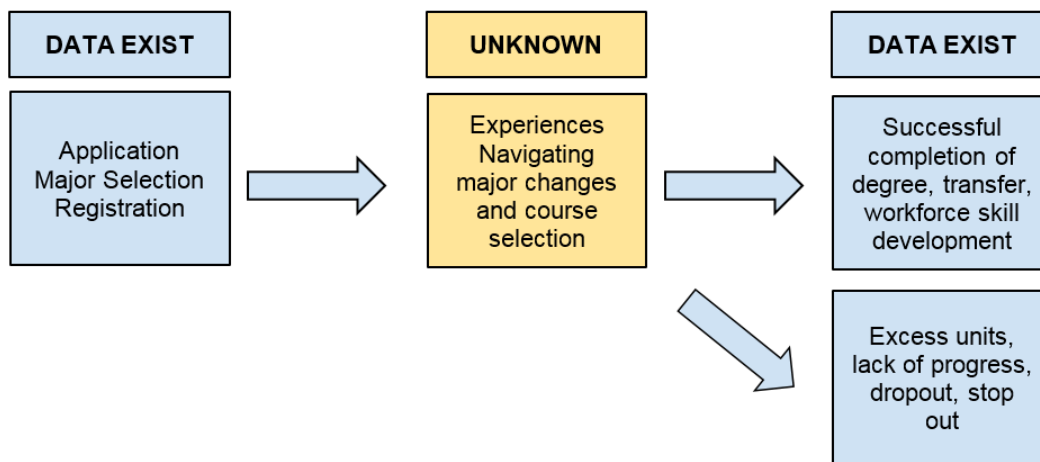 DATA EXIST
UNKNOWN
DATA EXIST
Application
Major Selection
Registration
Experiences
Navigating
major changes
and course
selection
Successful
completion of
degree, transfer,
workforce skill
development
Excess units,
lack of progress,
dropout, stop
out